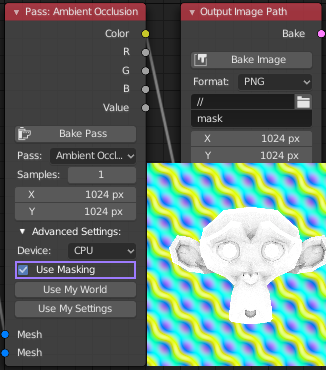 Pass: Ambient Occlusion
Color
R
G
B
Value
Bake Pass
Pass: Ambient Occl...
Samples: 1
X 1024 px
Y 1024 px
Advanced Settings:
Device: CPU
Use Masking
Use My World
Use My Settings
Mesh
Mesh
Output Image Path
Bake
Bake Image
Format: PNG
//
mask
X 1024 px
Y 1024 px